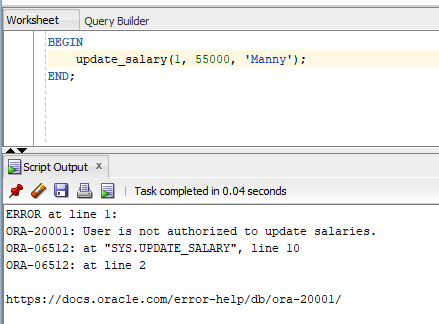 Worksheet Query Builder
BEGIN
update_salary(1, 55000, 'Manny');
END;
Script Output x
Task completed in 0.04 seconds
ERROR at line 1:
ORA-20001: User is not authorized to update salaries.
ORA-06512: at "SYS.UPDATE_SALARY", line 10
ORA-06512: at line 2
https://docs.oracle.com/error-help/db/ora-20001/